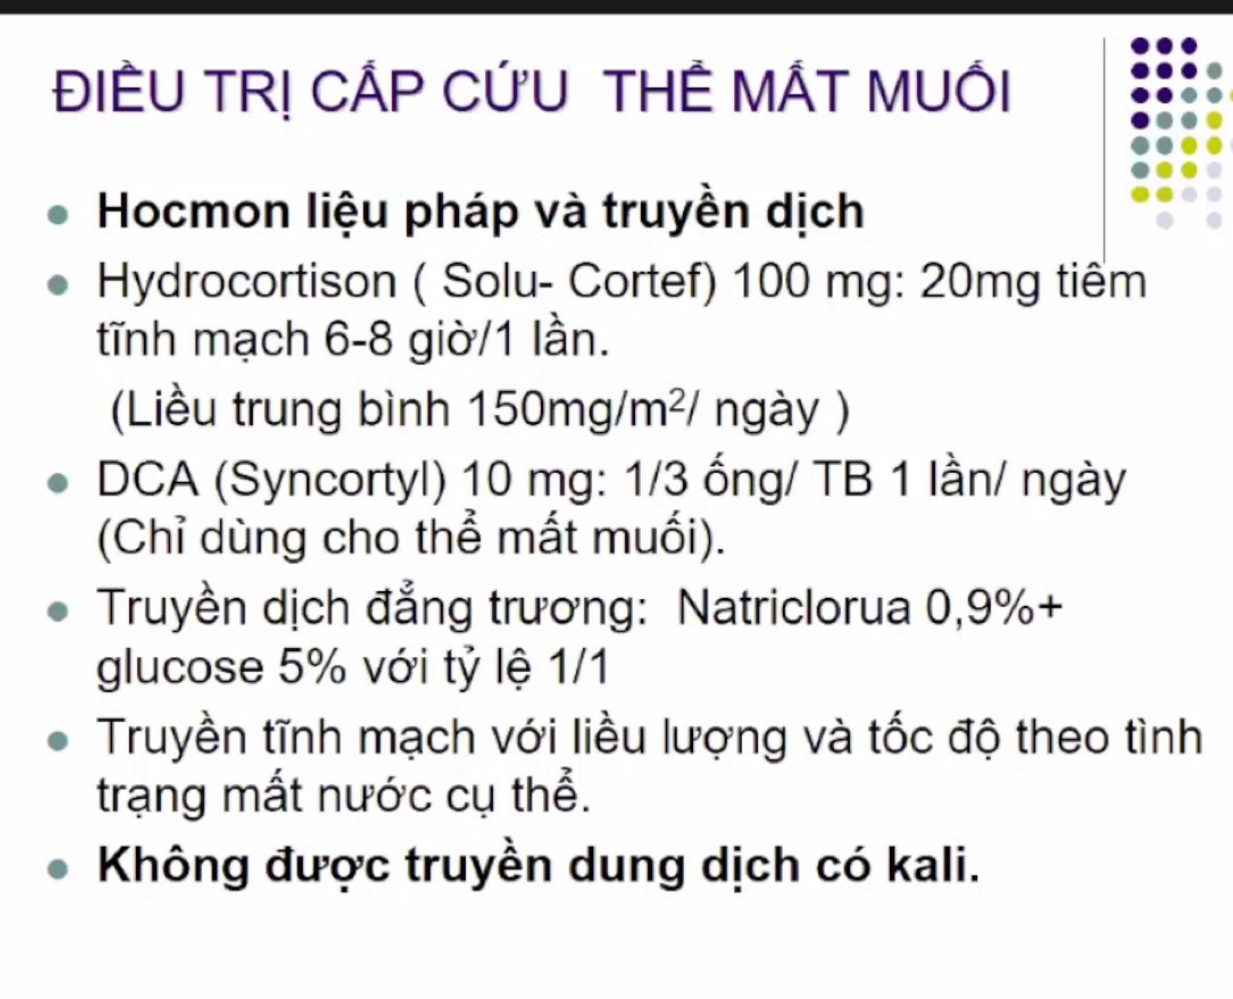 ĐIỀU TRỊ CẤP CỨU THỂ MẤT MUỐI
Hocmon liệu pháp và truyền dịch
Hydrocortison ( Solu- Cortef) 100 mg: 20mg tiêm
tĩnh mạch 6-8 giờ/1 lần.
(Liều trung bình 150mg/m²/ ngày )
DCA (Syncortyl) 10 mg: 1/3 ống/ TB 1 lần/ ngày
(Chỉ dùng cho thể mất muối).
Truyền dịch đẳng trương: Natriclorua 0,9%+
glucose 5% với tỷ lệ 1/1
Truyền tĩnh mạch với liều lượng và tốc độ theo tình
trạng mất nước cụ thể.
Không được truyền dung dịch có kali.